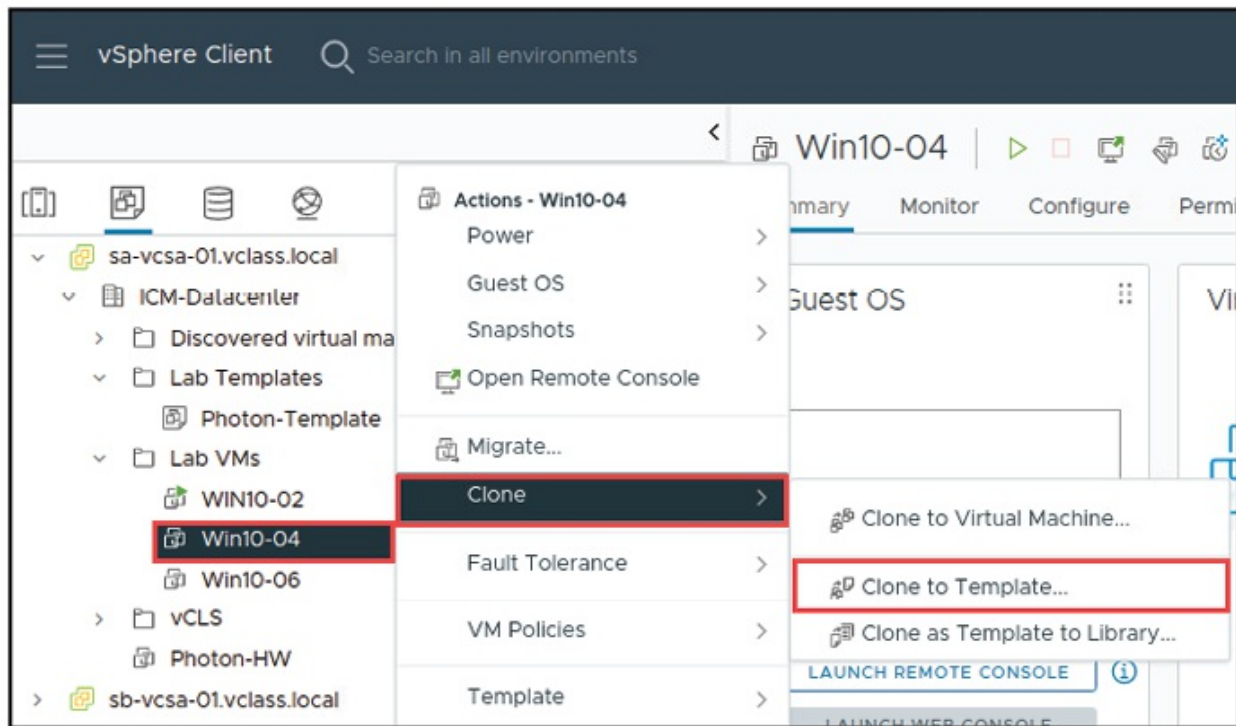 vSphere Client
Search in all environments
Win10-04
Actions - Win10-04
mmary Monitor Configure Permi
Power
Guest OS
Snapshots
Open Remote Console
Migrate...
Clone
Fault Tolerance
VM Policies
Template
sa-vcsa-01.vclass.local
ICM-Datacenter
Discovered virtual ma
Lab Templates
Photon-Template
Lab VMs
WIN10-02
Win10-04
Win10-06
vCLS
Photon-HW
sb-vcsa-01.vclass.local
Guest OS
Vi
Clone to Virtual Machine...
Clone to Template...
Clone as Template to Library...
LAUNCH REMOTE CONSOLE
LAUNCH WEB CONSOLE